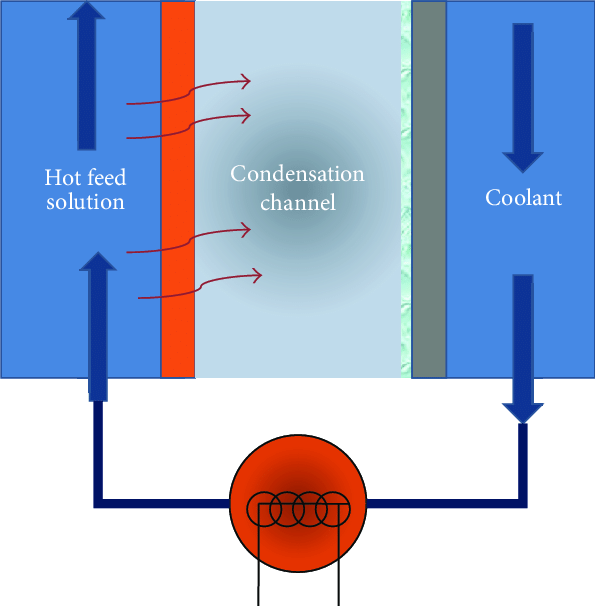 Hot feed
solution
Condensation
channel
Coolant